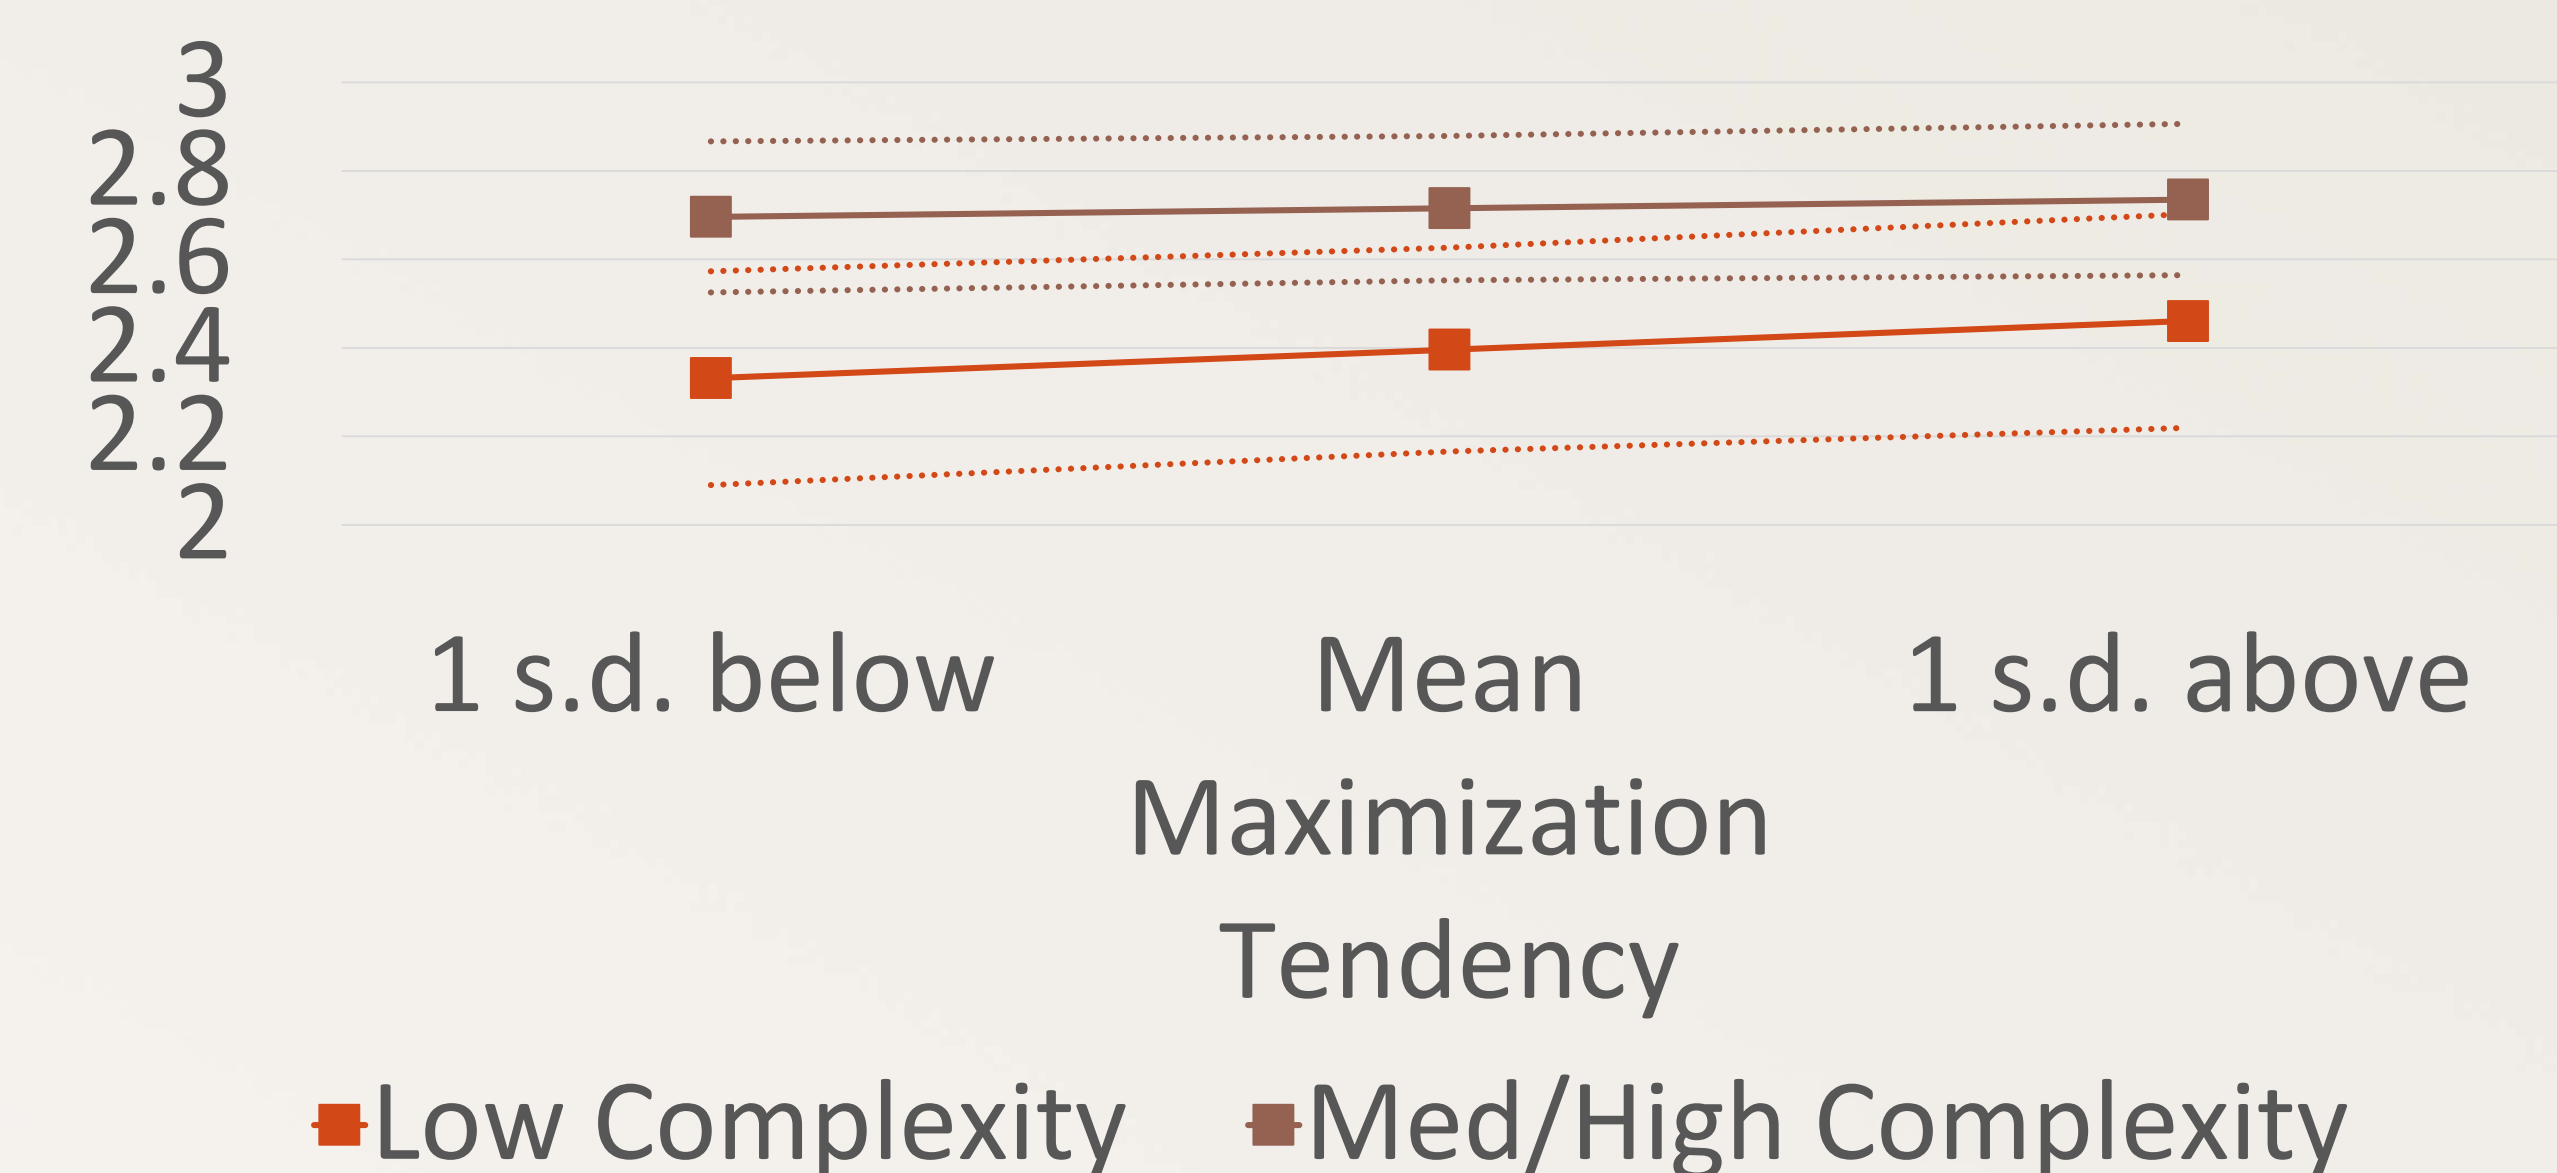 3
2.8
2.6
2.4
2.2
2
1 s.d. below Mean 1 s.d. above
Maximization
Tendency
Low Complexity Med/High Complexity